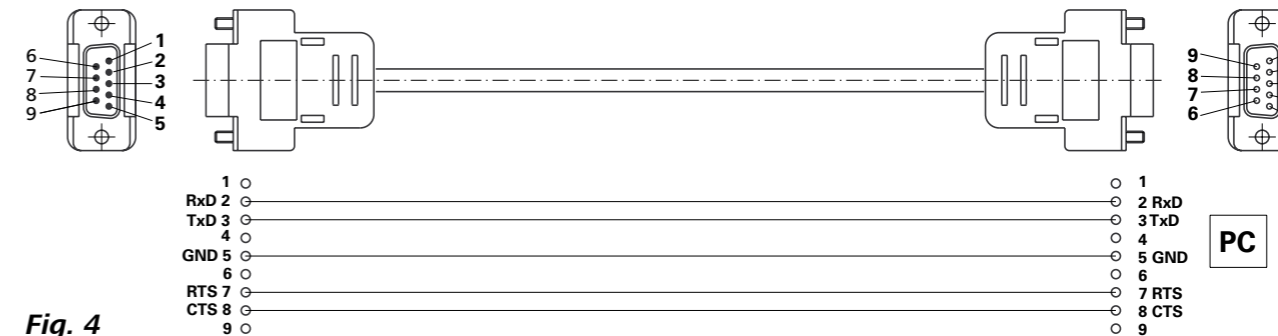 6 1
7 2
8 3
9 4
5
9
8
7
6
1 1
RxD 2 2 RxD
TxD 3 3 TxD
4 4
GND 5 5 GND
6 6
RTS 7 7 RTS
CTS 8 8 CTS
9 9
PC
Fig. 4